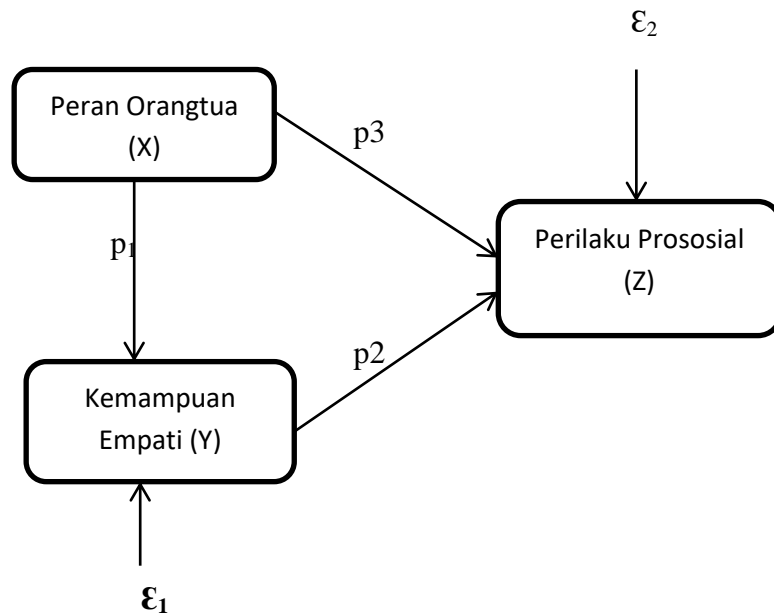 Ɛ₂
Peran Orangtua
(X)
p3
p₁
Perilaku Prososial
(Z)
p2
Kemampuan
Empati (Y)
Ɛ₁